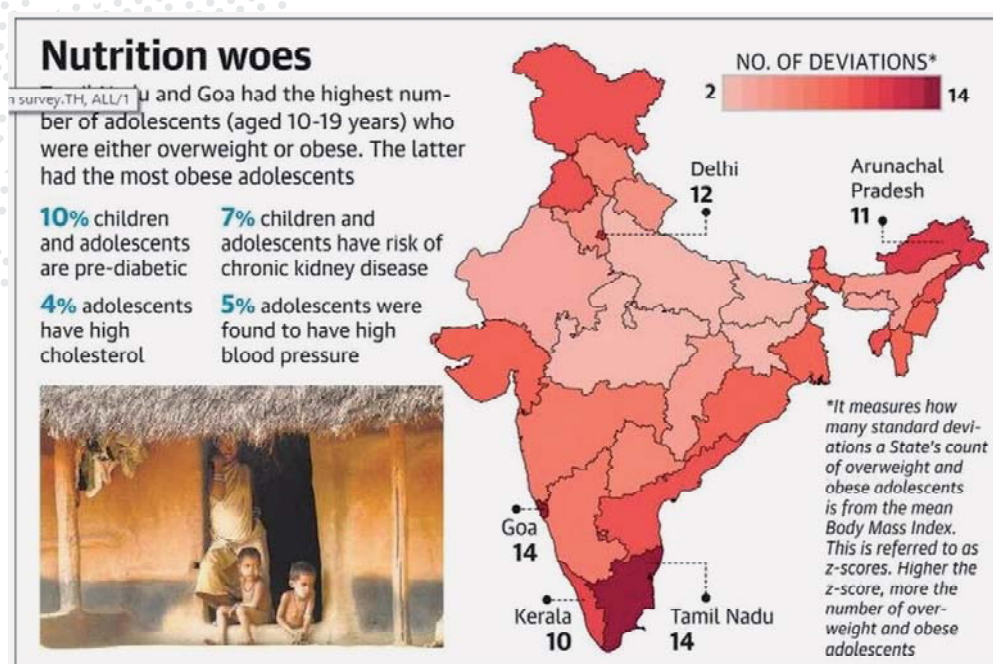 Nutrition woes
n survey.TH, ALL/1
and Goa had the highest num-
ber of adolescents (aged 10-19 years) who
were either overweight or obese. The latter
had the most obese adolescents
10% children
and adolescents
are pre-diabetic
7% children and
adolescents have risk of
chronic kidney disease
4% adolescents
have high
cholesterol
5% adolescents were
found to have high
blood pressure
NO. OF DEVIATIONS*
2
14
Delhi
12
Arunachal
Pradesh
11
Goa
14
Kerala
10
Tamil Nadu
14
*It measures how
many standard devi-
ations a State's count
of overweight and
obese adolescents
is from the mean
Body Mass Index.
This is referred to as
z-scores. Higher the
z-score, more the
number of over-
weight and obese
adolescents